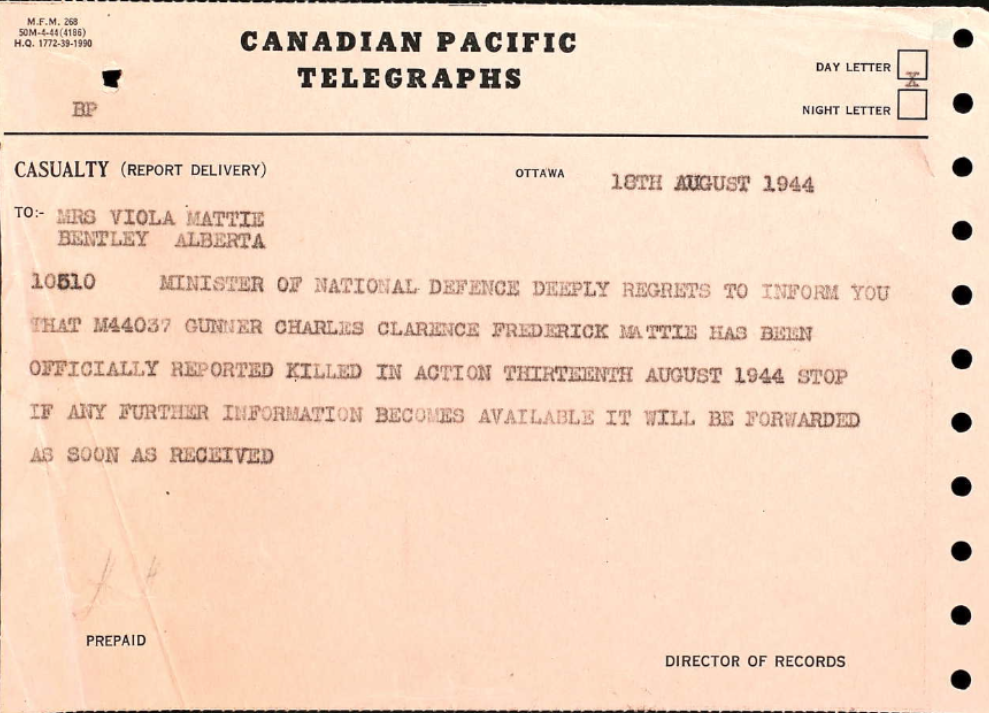 M.F.M. 268
50M-4-44(4186)
H.Q. 1772-39-1990
CANADIAN PACIFIC
TELEGRAPHS
DAY LETTER
X
NIGHT LETTER
BP
CASUALTY (REPORT DELIVERY)
OTTAWA
18TH AUGUST 1944
TO:- MRS VIOLA MATTIE
BENTLEY ALBERTA
10510 MINISTER OF NATIONAL DEFENCE DEEPLY REGRETS TO INFORM YOU
THAT M44037 GUNNER CHARLES CLARENCE FREDERICK MATTIE HAS BEEN
OFFICIALLY REPORTED KILLED IN ACTION THIRTEENTH AUGUST 1944 STOP
IF ANY FURTHER INFORMATION BECOMES AVAILABLE IT WILL BE FORWARDED
AS SOON AS RECEIVED
PREPAID
DIRECTOR OF RECORDS